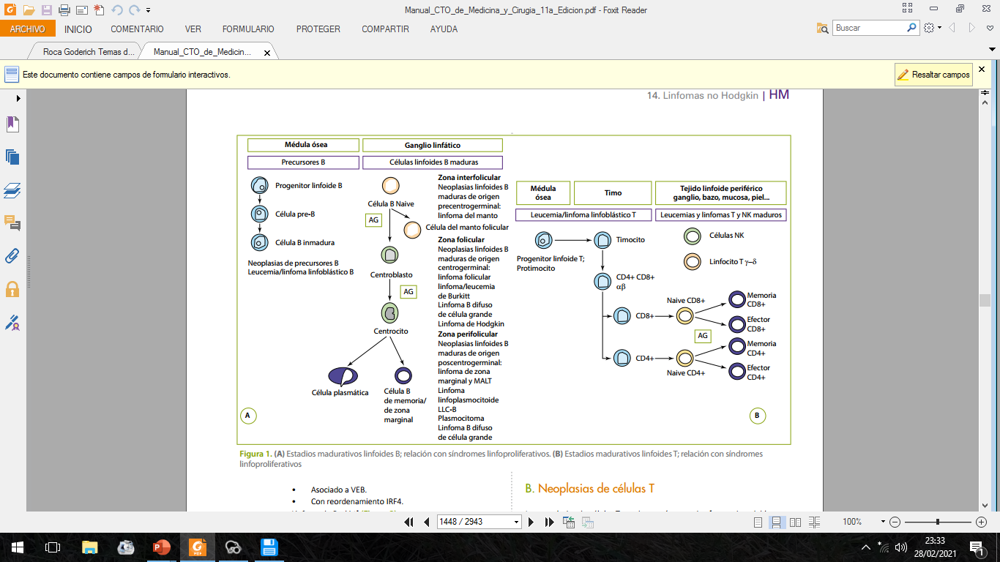 Manual_CTO_de_Medicina_y_Cirugia_11a_Edicion.pdf - Foxit Reader
ARCHIVO INICIO COMENTARIO VER FORMULARIO PROTEGER COMPARTIR AYUDA
Buscar
Roca Goderich Temas d...
Manual_CTO_de_Medicin...
Este documento contiene campos de formulario interactivos.
Resaltar campos
14. Linfomas no Hodgkin | HM
Médula ósea
Ganglio linfático
Precursores B
Células linfoides B maduras
Progenitor linfoide B
Célula pre-B
Célula B inmadura
Neoplasias de precursores B
Leucemia/linfoma linfoblástico B
Célula B Naive
AG
Célula del manto folicular
Centroblasto
AG
Centrocito
Célula plasmática
Célula B
de memoria/
de zona
marginal
Zona interfolicular
Neoplasias linfoides B
maduras de origen
precentrogerminal:
linfoma del manto
Zona folicular
Neoplasias linfoides B
maduras de origen
centrogerminal:
linfoma folicular
linfoma/leucemia
de Burkitt
Linfoma B difuso
de célula grande
Linfoma de Hodgkin
Zona perifolicular
Neoplasias linfoides B
maduras de origen
poscentrogerminal:
linfoma de zona
marginal y MALT
Linfoma
linfoplasmocitoide
LLC-B
Plasmocitoma
Linfoma B difuso
de célula grande
A
Médula
ósea
Timo
Tejido linfoide periférico
ganglio, bazo, mucosa, piel...
Leucemia/linfoma linfoblástico T
Leucemias y linfomas T y NK maduros
Progenitor linfoide T;
Protimocito
Timocito
CD4+ CD8+
αβ
CD8+
CD4+
Células NK
Linfocito T γ–δ
Naive CD8+
AG
Naive CD4+
Memoria
CD8+
Efector
CD8+
Memoria
CD4+
Efector
CD4+
B
Figura 1. (A) Estadios madurativos linfoides B; relación con síndromes linfoproliferativos. (B) Estadios madurativos linfoides T; relación con síndromes
linfoproliferativos
• Asociado a VEB.
• Con reordenamiento IRF4.
B. Neoplasias de células T
1448 / 2943
100%
23:33
28/02/2021
1